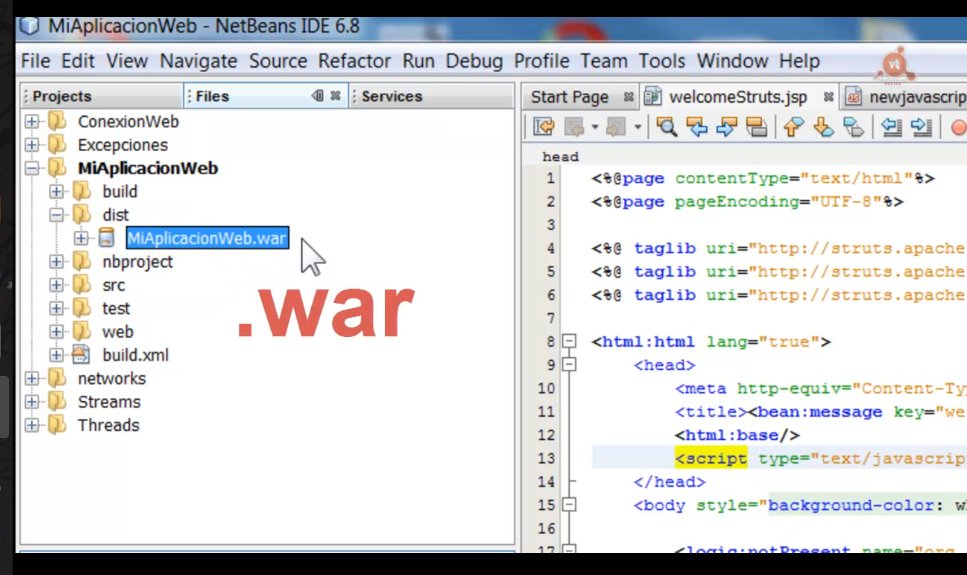 MiAplicacionWeb - NetBeans IDE 6.8
File Edit View Navigate Source Refactor Run Debug Profile Team Tools Window Help
Projects
Files
Services
ConexionWeb
Excepciones
MiAplicacionWeb
build
dist
MiAplicacionWeb.war
nbproject
src
test
web
build.xml
networks
Streams
Threads
.war
Start Page
welcomeStruts.jsp
newjavascrip
head
1 <%@page contentType="text/html"%>
2 <%@page pageEncoding="UTF-8"%>
3
4 <%@ taglib uri="http://struts.apache
5 <%@ taglib uri="http://struts.apache
6 <%@ taglib uri="http://struts.apache
7
8 <html:html lang="true">
9 <head>
10 <meta http-equiv="Content-Ty
11 <title><bean:message key="we
12 <html:base/>
13 <script type="text/javascrip
14 </head>
15 <body style="background-color: w
16
17 <logic:notPresent name="org